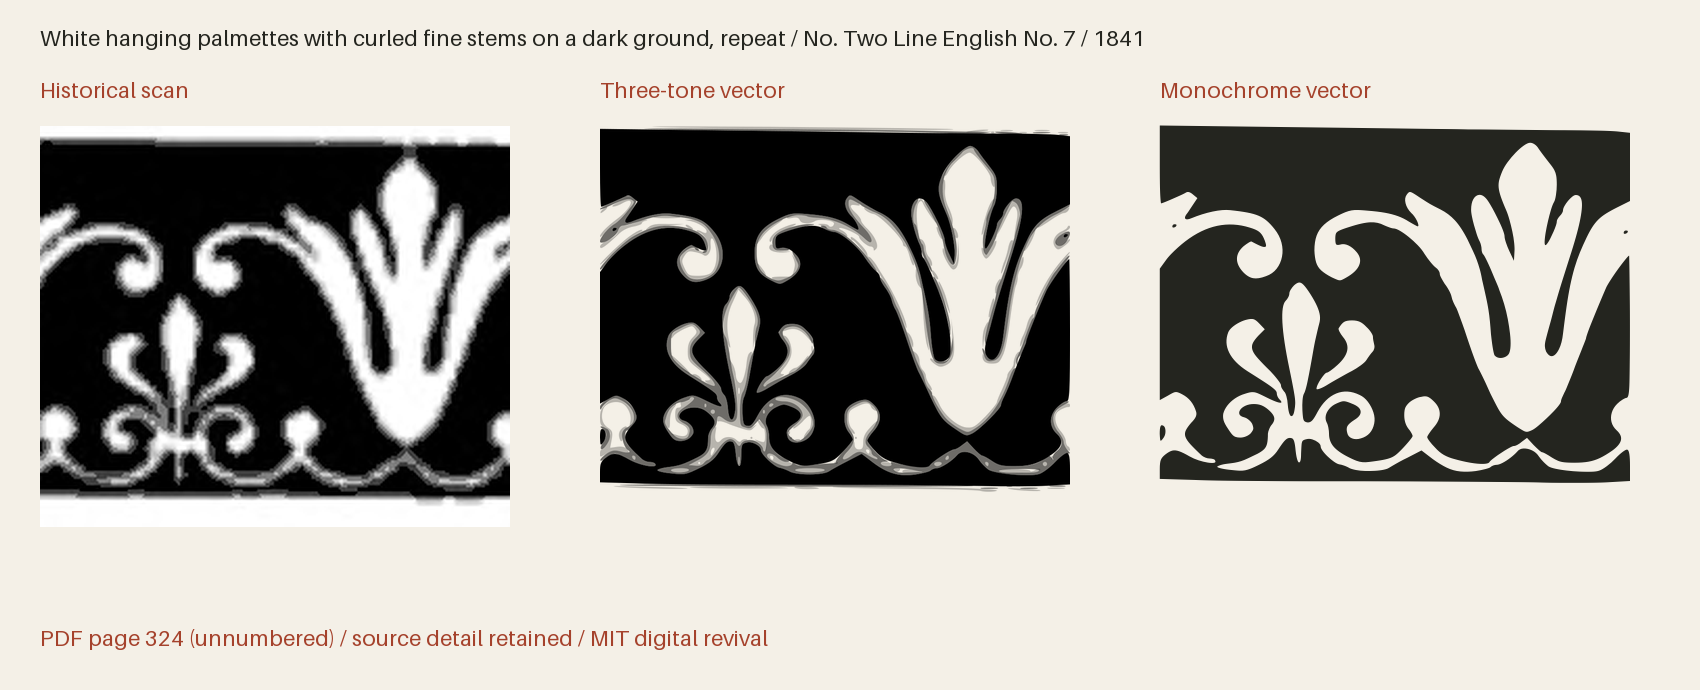 White hanging palmettes with curled fine stems on a dark ground, repeat / No. Two Line English No. 7 / 1841
Historical scan
Three-tone vector
Monochrome vector
PDF page 324 (unnumbered) / source detail retained / MIT digital revival